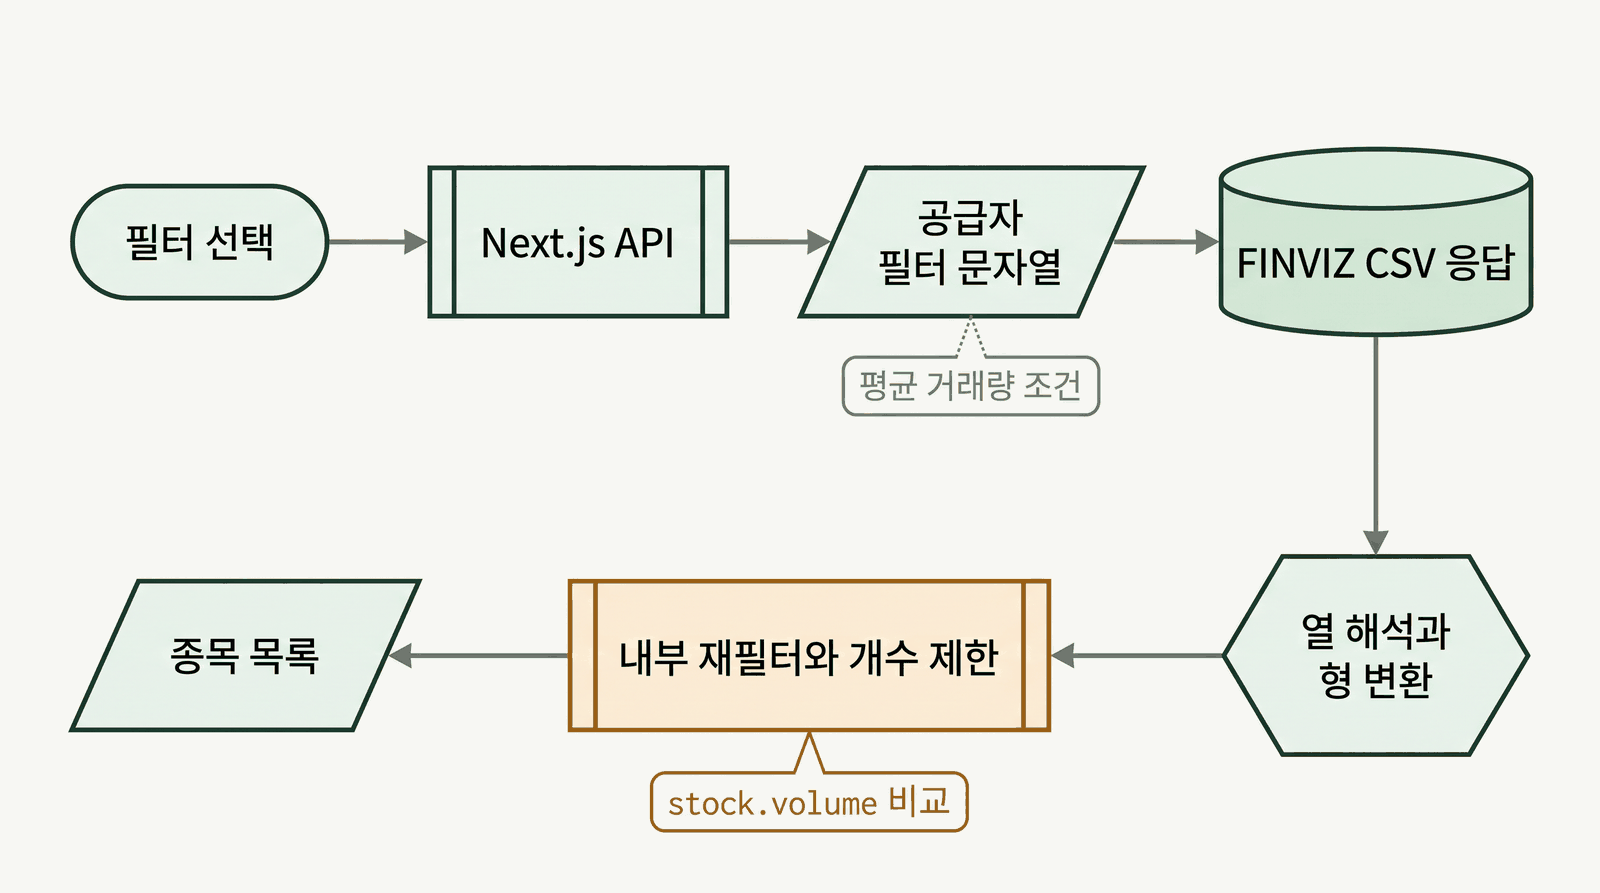 필터 선택
Next.js API
공급자
필터 문자열
FINVIZ CSV 응답
평균 거래량 조건
열 해석과
형 변환
내부 재필터와 개수 제한
종목 목록
stock.volume 비교